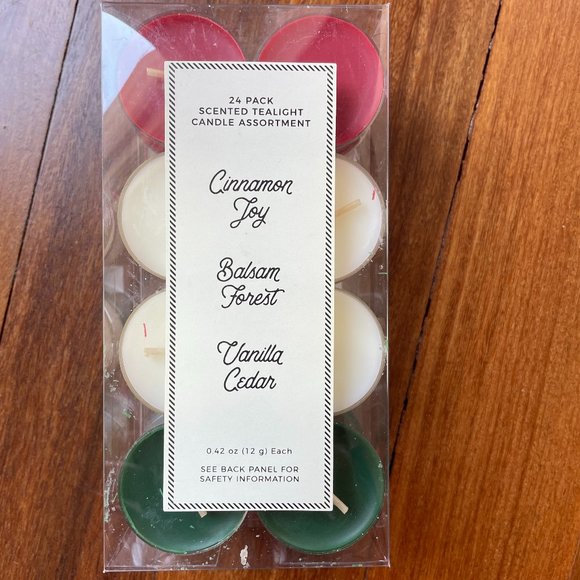 24 PACK
SCENTED TEALIGHT
CANDLE ASSORTMENT
Cinnamon
Joy
Balsam
Forest
Vanilla
Cedar
0.42 oz (12 g) Each
SEE BACK PANEL FOR
SAFETY INFORMATION